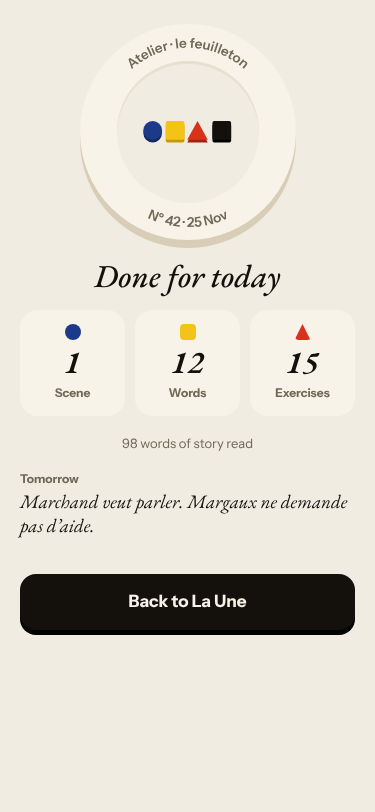 Atelier · le feuilleton
N° 42 · 25 Nov
Done for today
1
Scene
12
Words
15
Exercises
98 words of story read
Tomorrow
Marchand veut parler. Margaux ne demande
pas d’aide.
Back to La Une